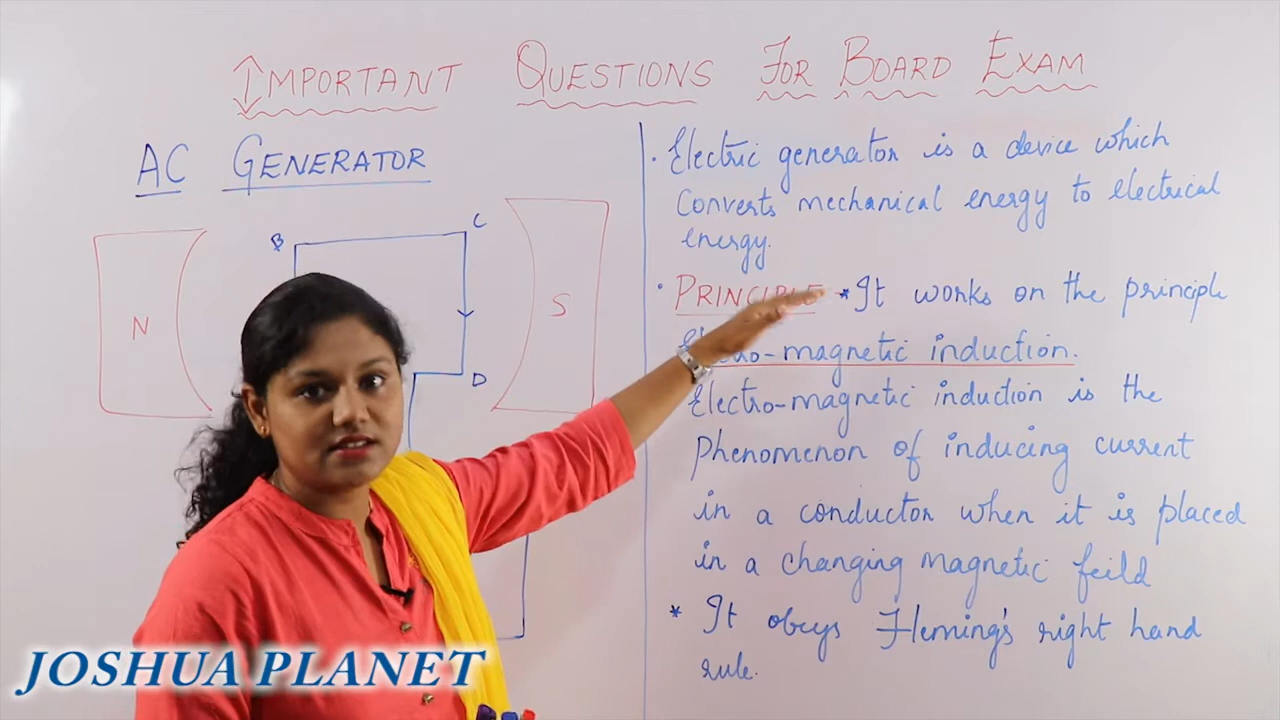 IMPORTANT QUESTIONS FOR BOARD EXAM
AC GENERATOR
B
C
N
S
D
• Electric generator is a device which
converts mechanical energy to electrical
energy.
• PRINCIPLE * It works on the principle
Electro-magnetic induction.
Electro-magnetic induction is the
phenomenon of inducing current
in a conductor when it is placed
in a changing magnetic feild
* It obeys Fleming's right hand
rule.
JOSHUA PLANET